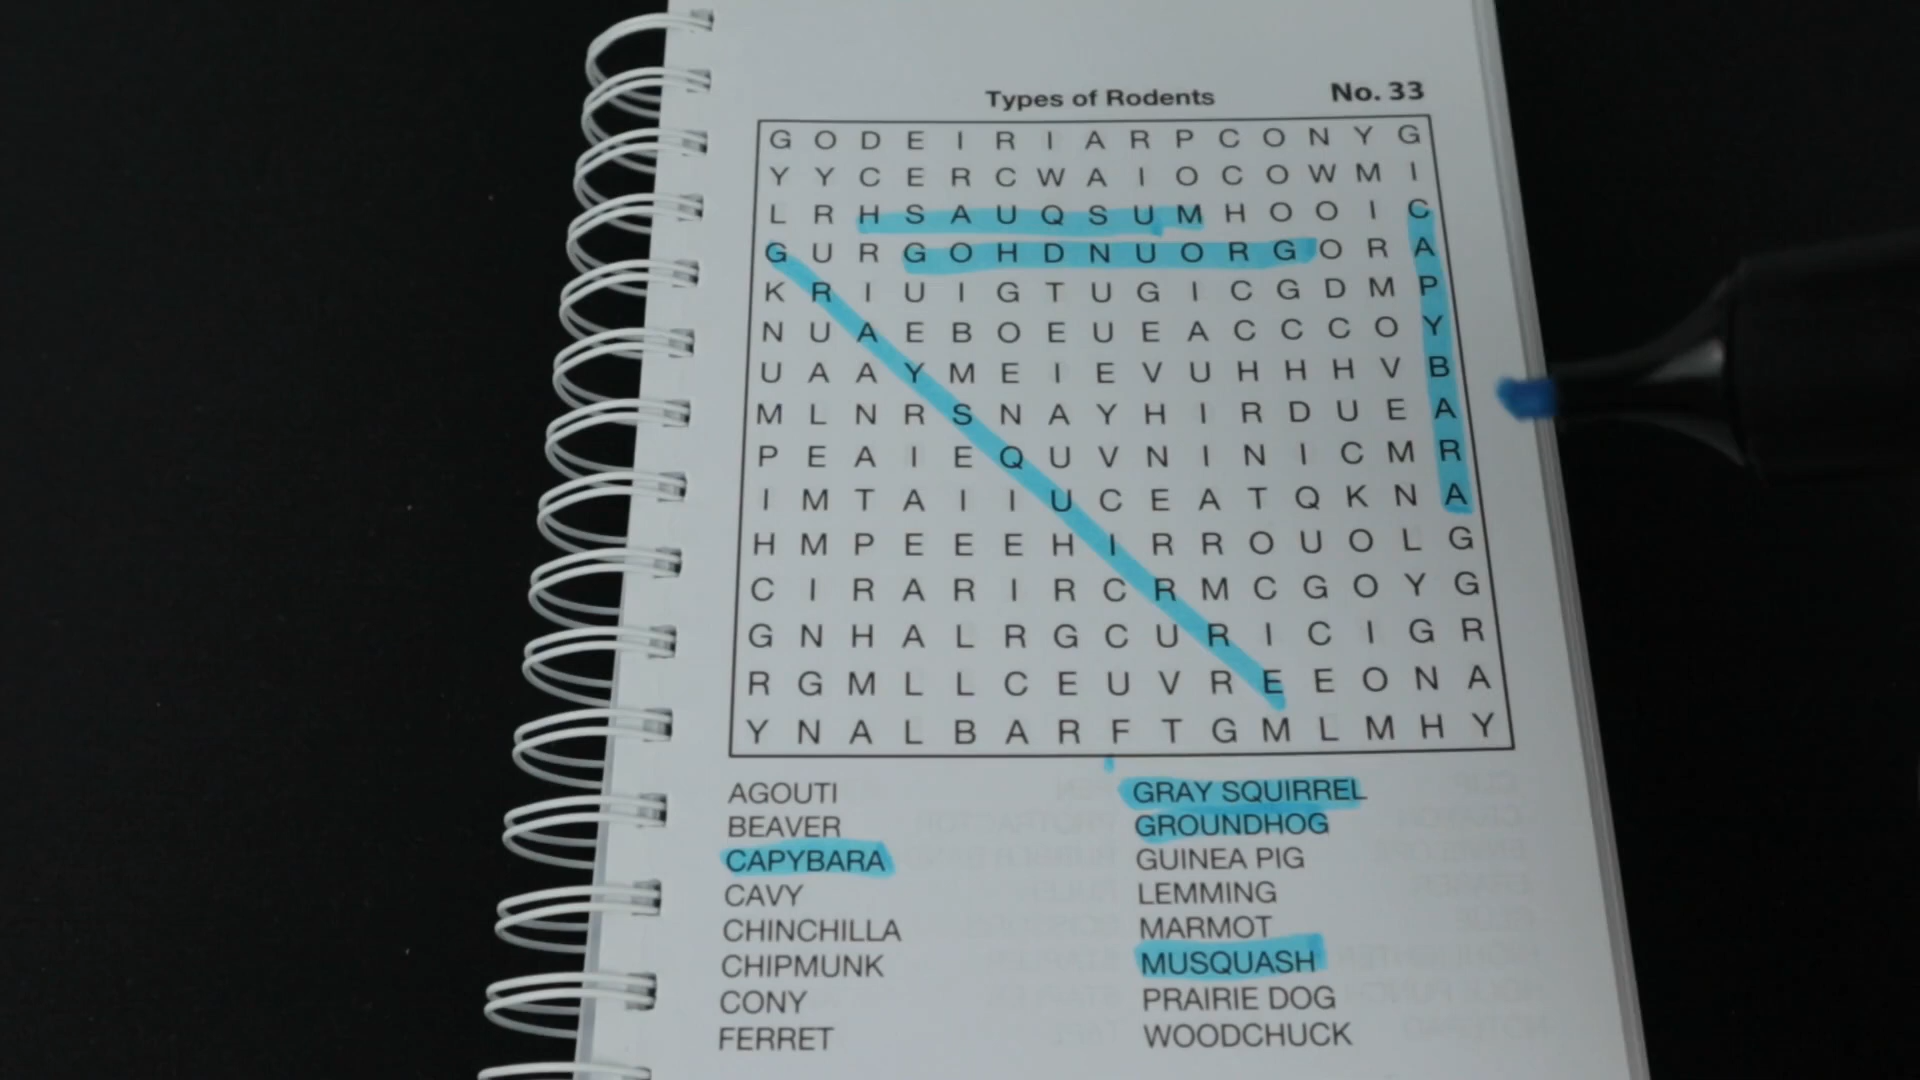 Types of Rodents No. 33
G O D E I R I A R P C O N Y G
Y Y C E R C W A I O C O W M I
L R H S A U Q S U M H O O I C
G U R G O H D N U O R G O R A
K R I U I G T U G I C G D M P
N U A E B O E U E A C C C O Y
U A A Y M E I E V U H H H V B
M L N R S N A Y H I R D U E A
P E A I E Q U V N I N I C M R
I M T A I I U C E A T Q K N A
H M P E E E H I R R O U O L G
C I R A R I R C R M C G O Y G
G N H A L R G C U R I C I G R
R G M L L C E U V R E E O N A
Y N A L B A R F T G M L M H Y
AGOUTI
BEAVER
CAPYBARA
CAVY
CHINCHILLA
CHIPMUNK
CONY
FERRET
GRAY SQUIRREL
GROUNDHOG
GUINEA PIG
LEMMING
MARMOT
MUSQUASH
PRAIRIE DOG
WOODCHUCK